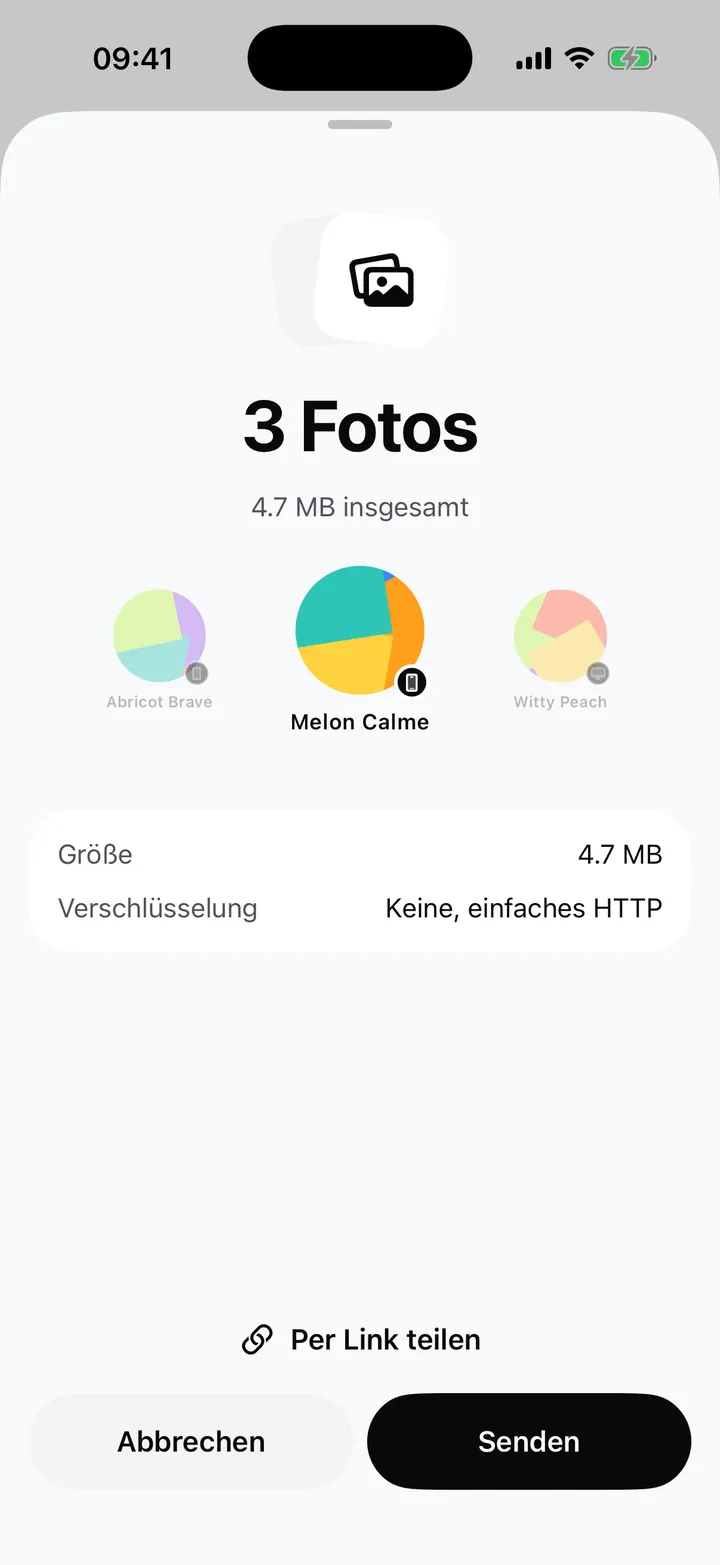 09:41
3 Fotos
4.7 MB insgesamt
Abricot Brave
Melon Calme
Witty Peach
Größe 4.7 MB
Verschlüsselung Keine, einfaches HTTP
Per Link teilen
Abbrechen Senden